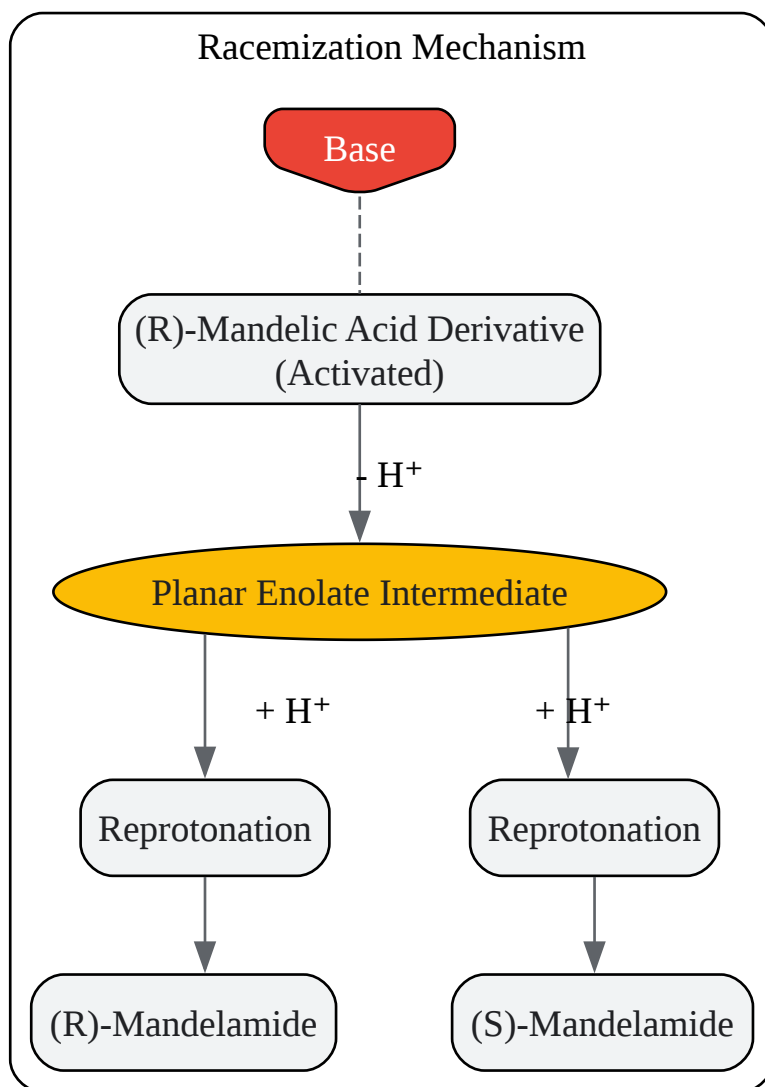 Racemization Mechanism
Base
(R)-Mandelic Acid Derivative
(Activated)
- H⁺
Planar Enolate Intermediate
+ H⁺
+ H⁺
Reprotonation
Reprotonation
(R)-Mandelamide
(S)-Mandelamide